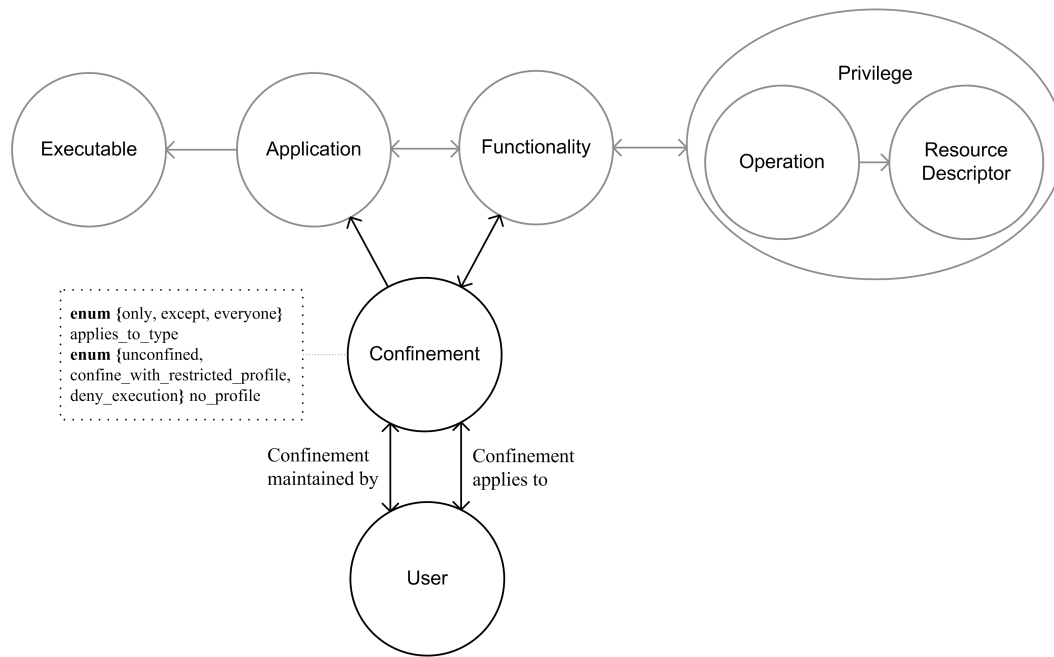 Privilege
Executable
Application
Functionality
Operation
Resource
Descriptor
enum {only, except, everyone}
applies_to_type
enum {unconfined,
confine_with_restricted_profile,
deny_execution} no_profile
Confinement
Confinement
maintained by
Confinement
applies to
User